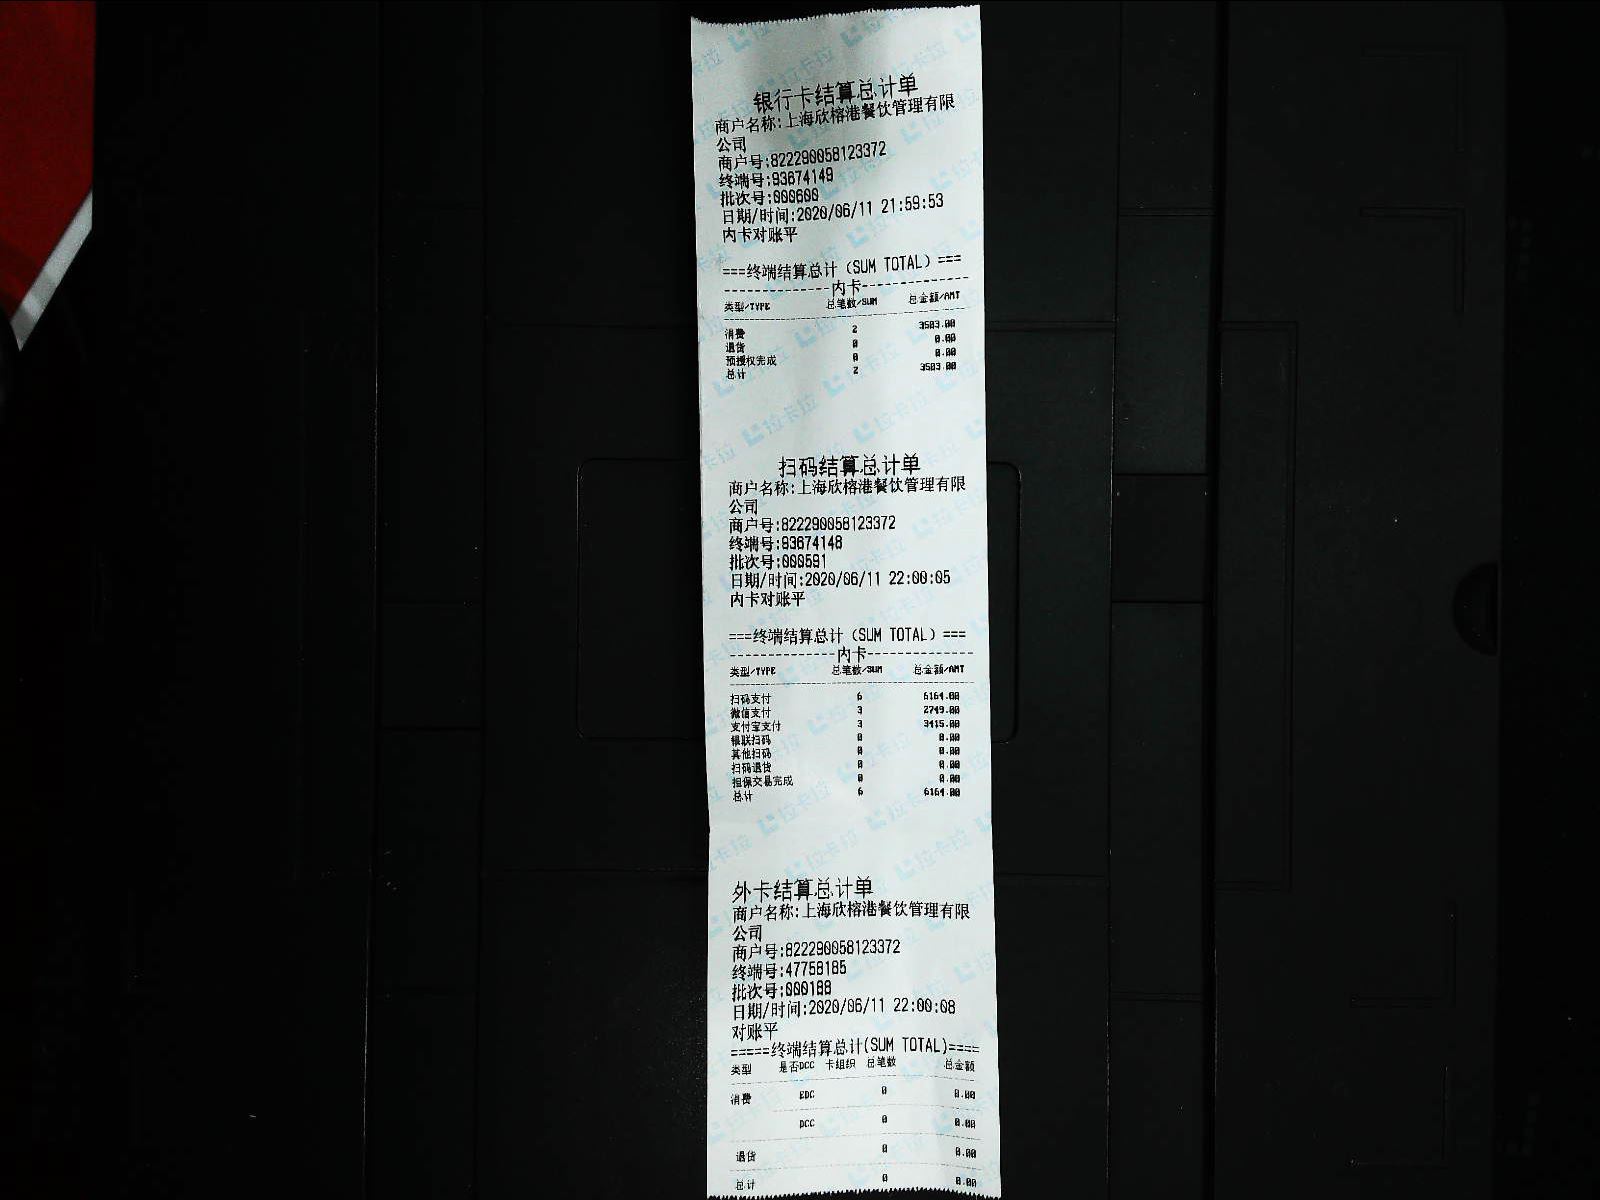 银行卡结算总计单
商户名称:上海欣榕港餐饮管理有限
公司
商户号:822290058123372
终端号:93674149
批次号:000600
日期/时间:2020/06/11 21:59:53
内卡对账平
===终端结算总计（SUM TOTAL）===
--------------内卡--------------
类型/TYPE 总笔数/SUM 总金额/AMT
消费 2 3503.00
退货 0 0.00
预授权完成 0 0.00
总计 2 3503.00
扫码结算总计单
商户名称:上海欣榕港餐饮管理有限
公司
商户号:822290058123372
终端号:93674148
批次号:000591
日期/时间:2020/06/11 22:00:05
内卡对账平
===终端结算总计（SUM TOTAL）===
--------------内卡--------------
类型/TYPE 总笔数/SUM 总金额/AMT
扫码支付 6 6164.00
微信支付 3 2749.00
支付宝支付 3 3415.00
银联扫码 0 0.00
其他扫码 0 0.00
扫码退货 0 0.00
担保交易完成 0 0.00
总计 6 6164.00
外卡结算总计单
商户名称:上海欣榕港餐饮管理有限
公司
商户号:822290058123372
终端号:47758185
批次号:000188
日期/时间:2020/06/11 22:00:08
对账平
=====终端结算总计(SUM TOTAL)====
类型 是否DCC 卡组织 总笔数 总金额
消费 EDC 0 0.00
DCC 0 0.00
退货 0 0.00
总计 0 0.00